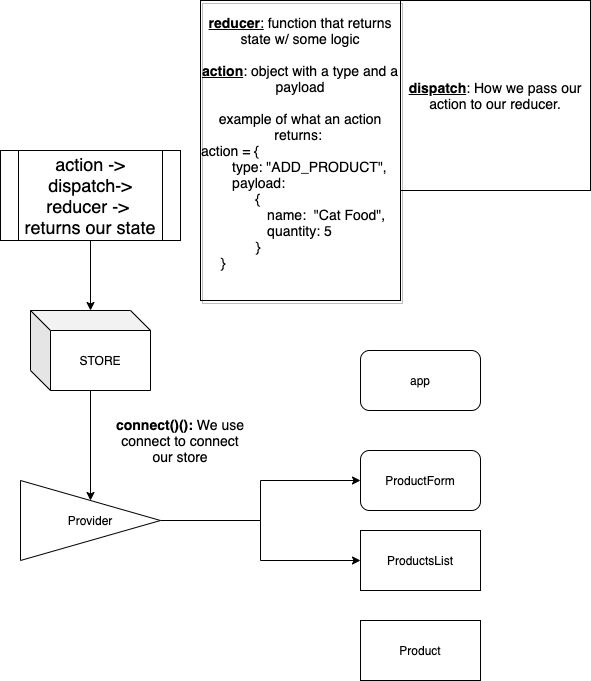 reducer: function that returns
state w/ some logic
action: object with a type and a
payload
example of what an action
returns:
action = {
type: "ADD_PRODUCT",
payload:
{
name:  "Cat Food",
quantity: 5
}
}
dispatch: How we pass our
action to our reducer.
action ->
dispatch->
reducer ->
returns our state
STORE
connect()(): We use
connect to connect
our store
Provider
app
ProductForm
ProductsList
Product